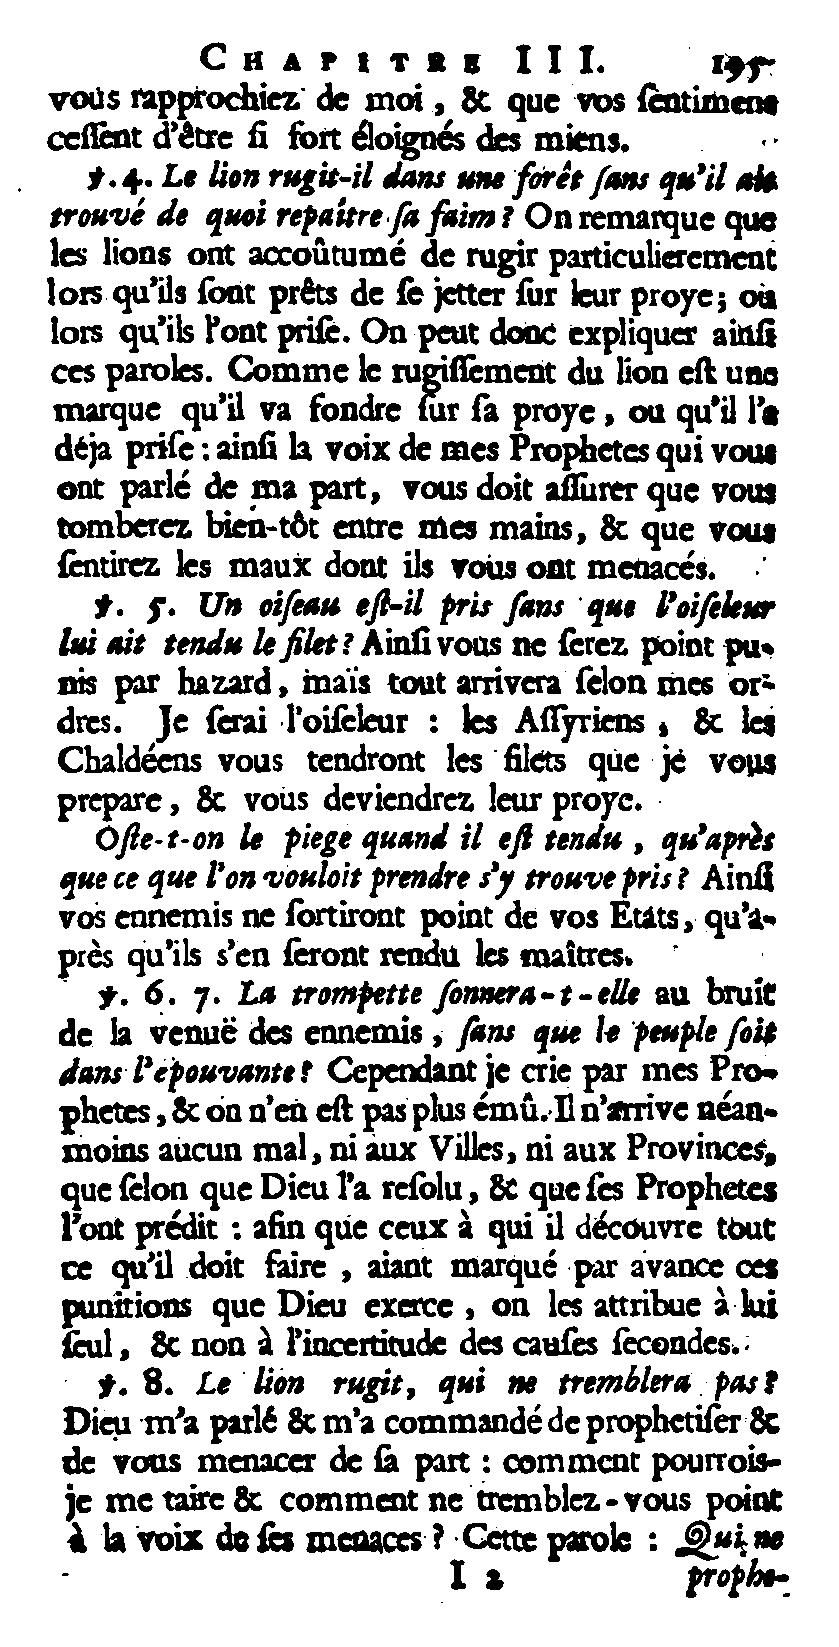 CHAPITRE III. 195
vous rapprochiez de moi, & que vos ſentimens
ceſſent d'être ſi fort éloignés des miens.
℣. 4. Le lion rugit-il dans une forêt ſans qu'il ait
trouvé de quoi repaître ſa faim? On remarque que
les lions ont accoûtumé de rugir particulierement
lors qu'ils ſont prêts de ſe jetter ſur leur proye; ou
lors qu'ils l'ont priſe. On peut donc expliquer ainſi
ces paroles. Comme le rugiſſement du lion eſt une
marque qu'il va fondre ſur ſa proye, ou qu'il l'a
déja priſe: ainſi la voix de mes Prophetes qui vous
ont parlé de ma part, vous doit aſſurer que vous
tomberez bien-tôt entre mes mains, & que vous
ſentirez les maux dont ils vous ont menacés.
℣. 5. Un oiſeau eſt-il pris ſans que l'oiſeleur
lui ait tendu le filet? Ainſi vous ne ſerez point pu-
nis par hazard, maïs tout arrivera ſelon mes or-
dres. Je ſerai l'oiſeleur : les Aſſyriens, & les
Chaldéens vous tendront les filets que je vous
prepare, & vous deviendrez leur proye.
Oſte-t-on le piege quand il eſt tendu, qu'après
que ce que l'on vouloit prendre s'y trouve pris? Ainſi
vos ennemis ne ſortiront point de vos Etats, qu'a-
près qu'ils s'en ſeront rendu les maîtres.
℣. 6. 7. La trompette ſonnera-t-elle au bruit
de la venuë des ennemis, ſans que le peuple ſoit
dans l'épouvante? Cependant je crie par mes Pro-
phetes, & on n'en eſt pas plus émû. Il n'arrive néan-
moins aucun mal, ni aux Villes, ni aux Provinces,
que ſelon que Dieu l'a reſolu, & que ſes Prophetes
l'ont prédit : afin que ceux à qui il découvre tout
ce qu'il doit faire, aiant marqué par avance ces
punitions que Dieu exerce, on les attribue à lui
ſeul, & non à l'incertitude des cauſes ſecondes.
℣. 8. Le lion rugit, qui ne tremblera pas?
Dieu m'a parlé & m'a commandé de prophetiſer &
de vous menacer de ſa part : comment pourrois-
je me taire & comment ne tremblez-vous point
à la voix de ſes menaces? Cette parole : Qui ne
I 2 prophe-